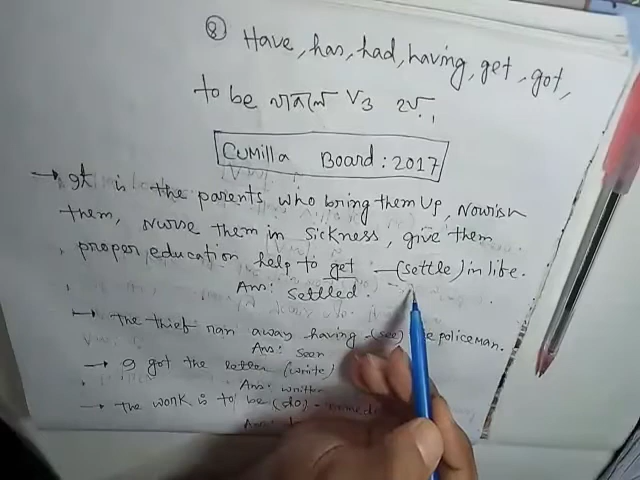 ⑧ Have, has, had, having, get, got,
to be থাকলে V3 হয়।
Cumilla Board: 2017
→ It is the parents who bring them up, Nourish
them, Nurse them in sickness, give them
proper education help to get —(settle) in life.
Ans: settled.
→ The thief ran away having -(see) the policeman.
Ans: seen
→ I got the letter (write)
Ans: written
→ The work is to be (do) -
Ans: